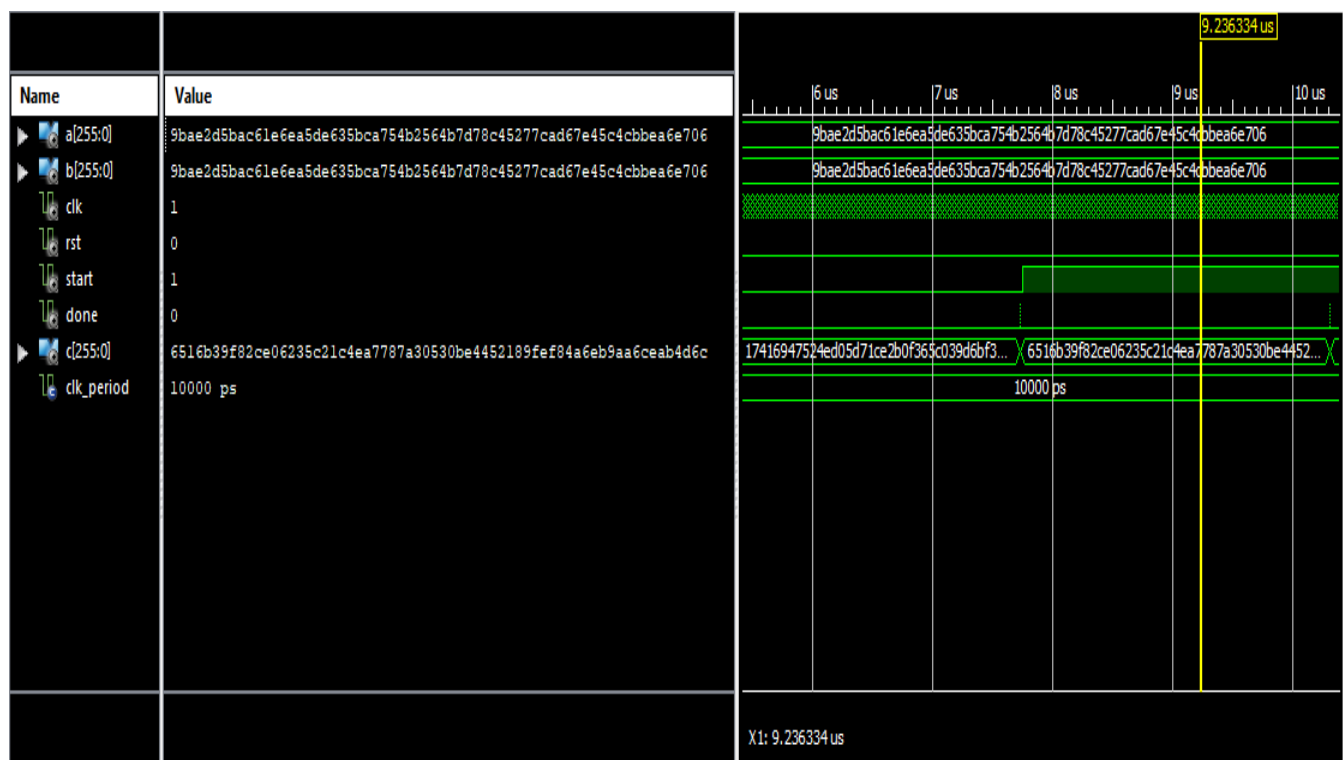 9.236334 us
Name Value 6 us 7 us 8 us 9 us 10 us
a[255:0] 9bae2d5bac61e6ea5de635bca754b2564b7d78c45277cad67e45c4cbbea6e706 9bae2d5bac61e6ea5de635bca754b2564b7d78c45277cad67e45c4cbbea6e706
b[255:0] 9bae2d5bac61e6ea5de635bca754b2564b7d78c45277cad67e45c4cbbea6e706 9bae2d5bac61e6ea5de635bca754b2564b7d78c45277cad67e45c4cbbea6e706
clk 1
rst 0
start 1
done 0
c[255:0] 6516b39f82ce06235c21c4ea7787a30530be4452189fef84a6eb9aa6ceab4d6c 17416947524ed05d71ce2b0f365c039d6bf3... 6516b39f82ce06235c21c4ea7787a30530be4452...
clk_period 10000 ps 10000 ps
X1: 9.236334 us